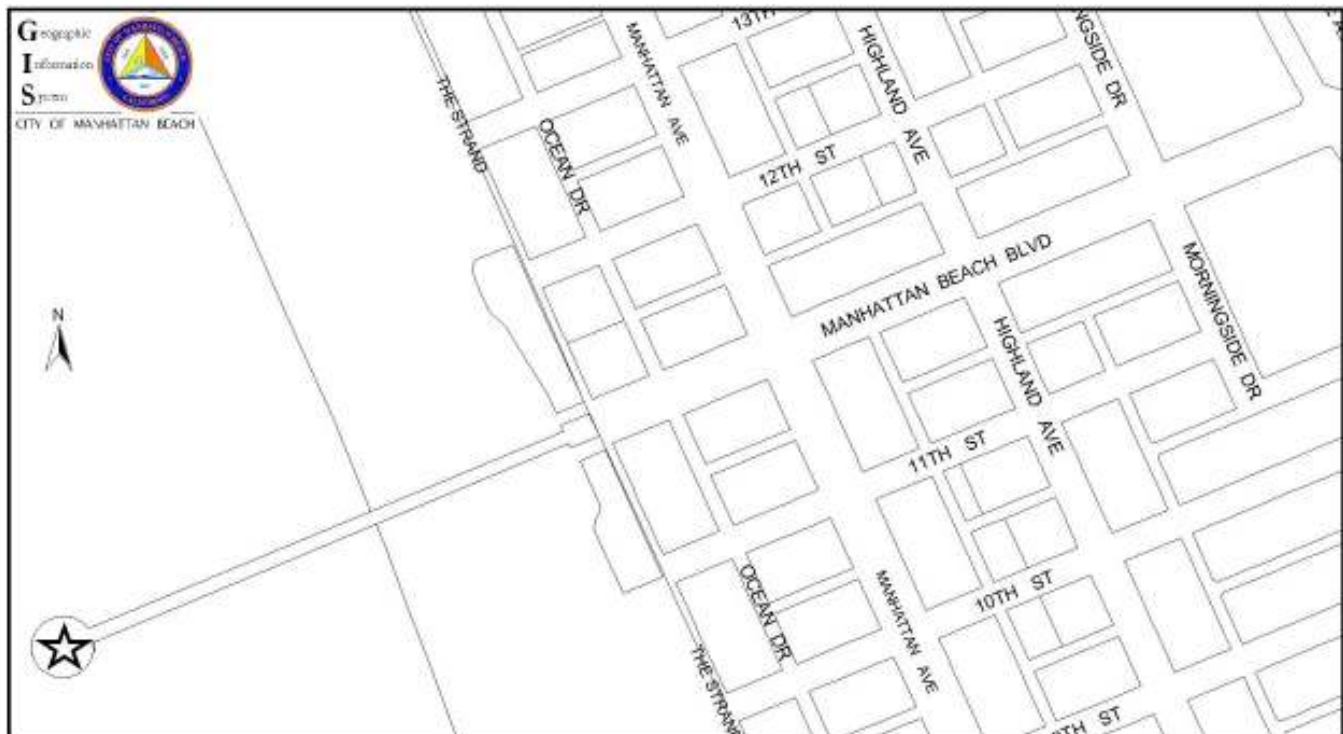 Geographic
Information
System
CITY OF MANHATTAN BEACH
13TH
MANHATTAN AVE
HIGHLAND AVE
NGSIDE DR
THE STRAND
OCEAN DR
12TH ST
MANHATTAN BEACH BLVD
MORNINGSIDE DR
N
HIGHLAND AVE
11TH ST
10TH ST
OCEAN DR
MANHATTAN AVE
THE STRAND
TH ST